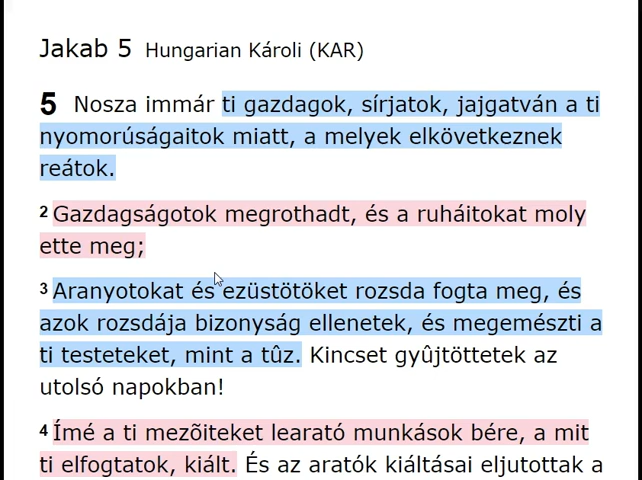 Jakab 5 Hungarian Károli (KAR)
5 Nosza immár ti gazdagok, sírjatok, jajgatván a ti
nyomorúságaitok miatt, a melyek elkövetkeznek
reátok.
2 Gazdagságotok megrothadt, és a ruháitokat moly
ette meg;
3 Aranyotokat és ezüstötöket rozsda fogta meg, és
azok rozsdája bizonyság ellenetek, és megemészti a
ti testeteket, mint a tûz. Kincset gyûjtöttetek az
utolsó napokban!
4 Ímé a ti mezõiteket learató munkások bére, a mit
ti elfogtatok, kiált. És az aratók kiáltásai eljutottak a